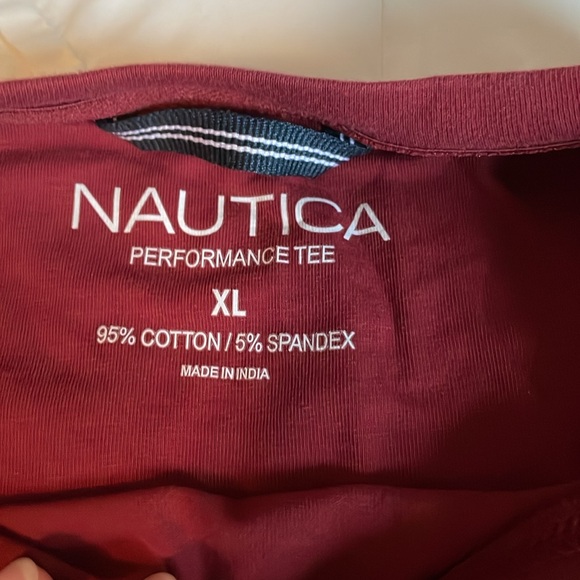 NAUTICA
PERFORMANCE TEE
XL
95% COTTON / 5% SPANDEX
MADE IN INDIA